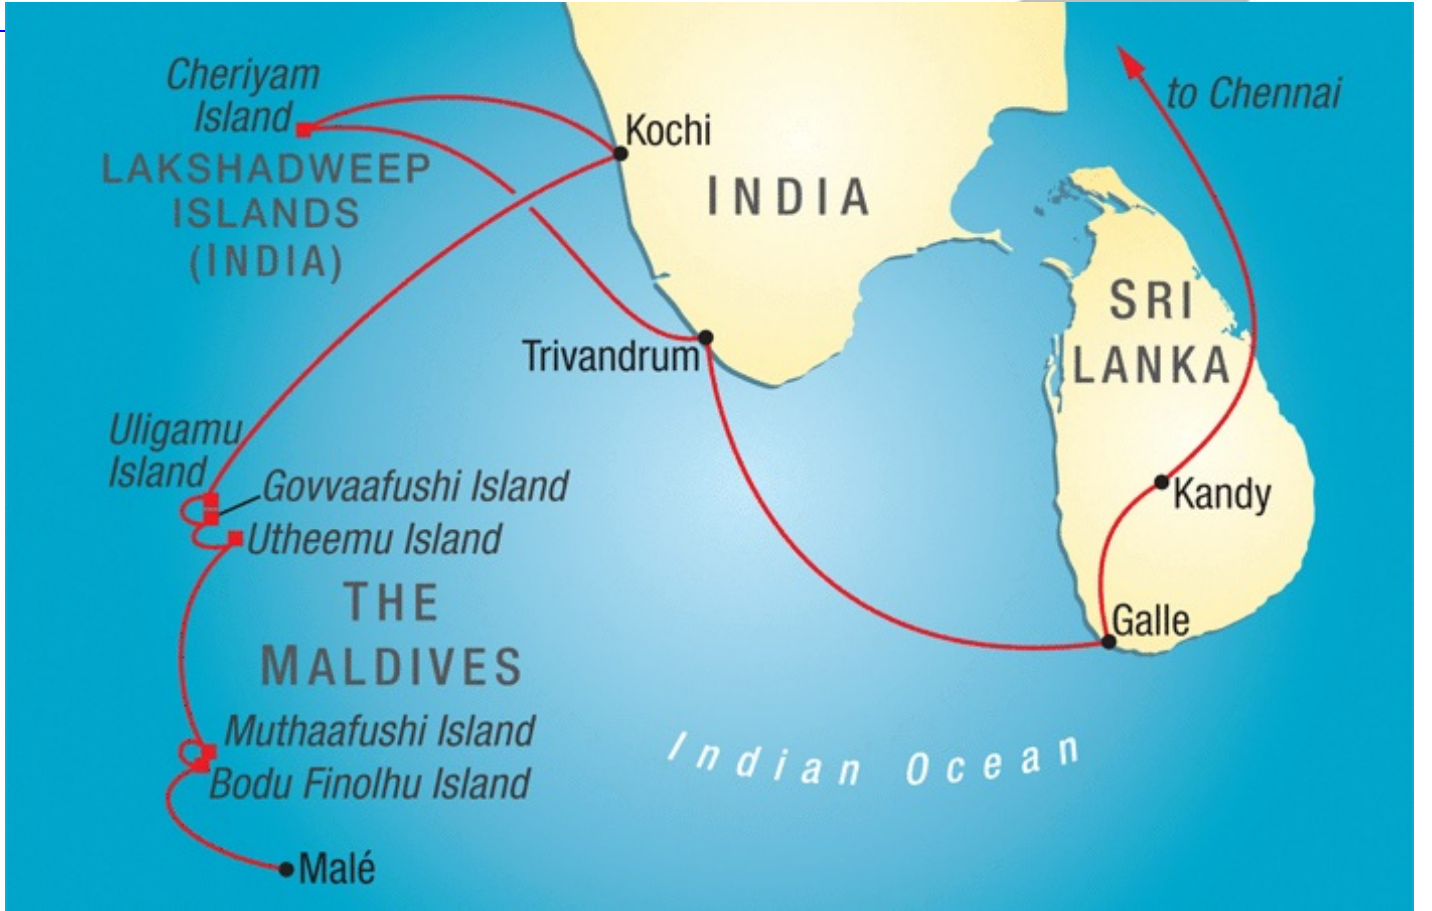 Cheriyam
Island
to Chennai
Kochi
LAKSHADWEEP
ISLANDS
(INDIA)
INDIA
SRI
LANKA
Trivandrum
Uligamu
Island
Govvaafushi Island
Kandy
Utheemu Island
THE
MALDIVES
Galle
Muthaafushi Island
Indian Ocean
Bodu Finolhu Island
Malé